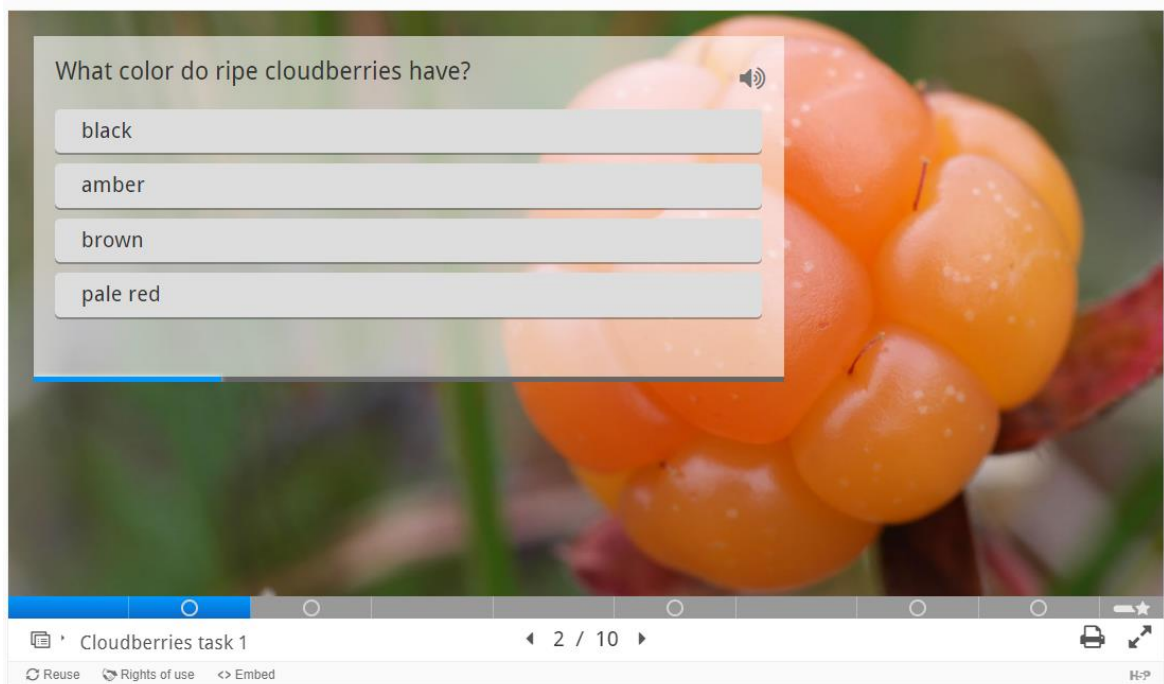 What color do ripe cloudberries have?
black
amber
brown
pale red
Cloudberries task 1
2 / 10
Reuse
Rights of use
<> Embed
H-P